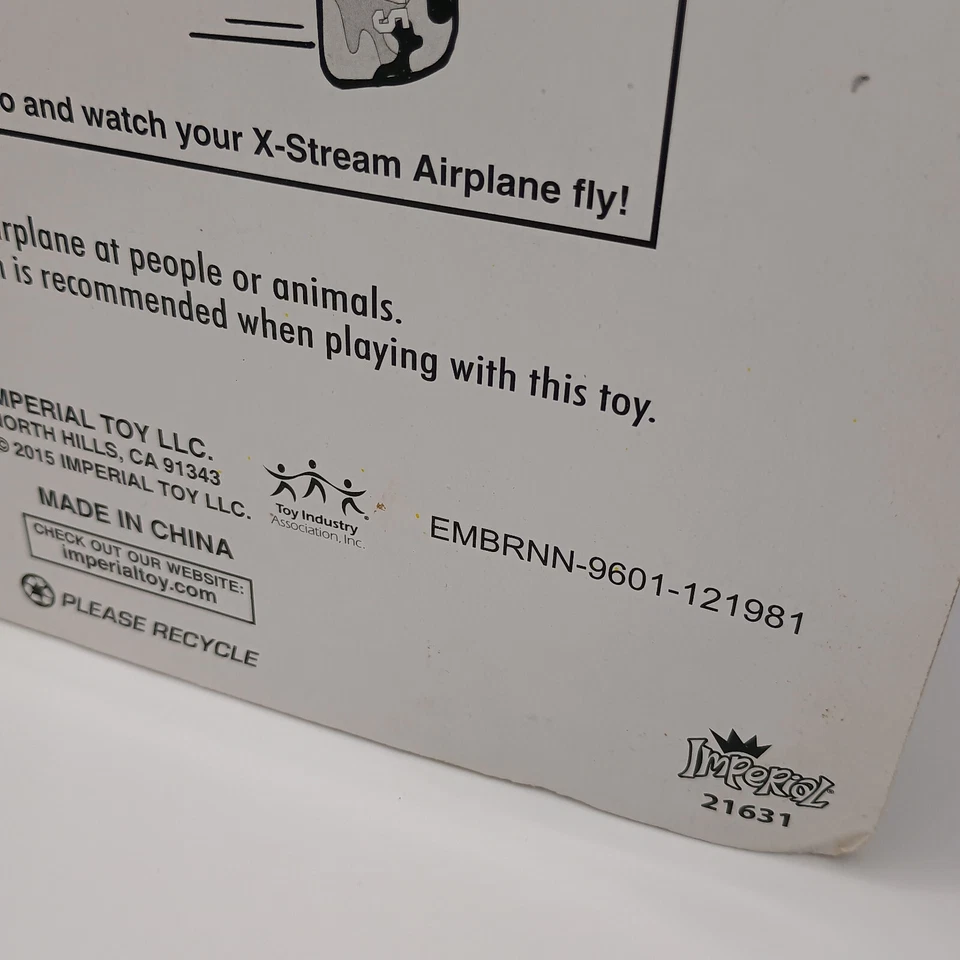 o and watch your X-Stream Airplane fly!
rplane at people or animals.
is recommended when playing with this toy.
MPERIAL TOY LLC.
NORTH HILLS, CA 91343
© 2015 IMPERIAL TOY LLC.
MADE IN CHINA
CHECK OUT OUR WEBSITE:
imperialtoy.com
PLEASE RECYCLE
Toy Industry
Association, Inc.
EMBRNN-9601-121981
IMPERIAL
21631